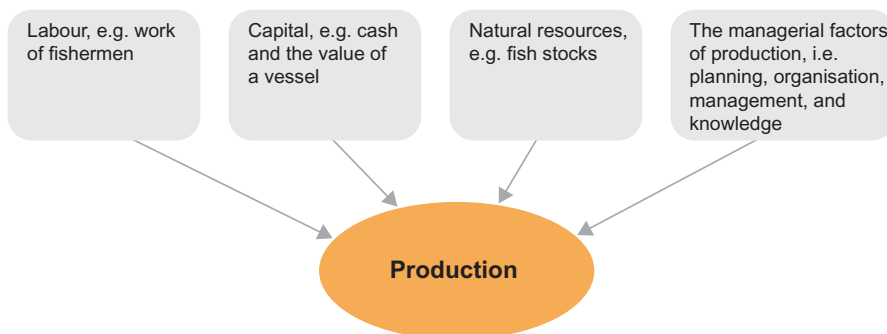 Labour, e.g. work
of fishermen
Capital, e.g. cash
and the value of
a vessel
Natural resources,
e.g. fish stocks
The managerial factors
of production, i.e.
planning, organisation,
management, and
knowledge
Production